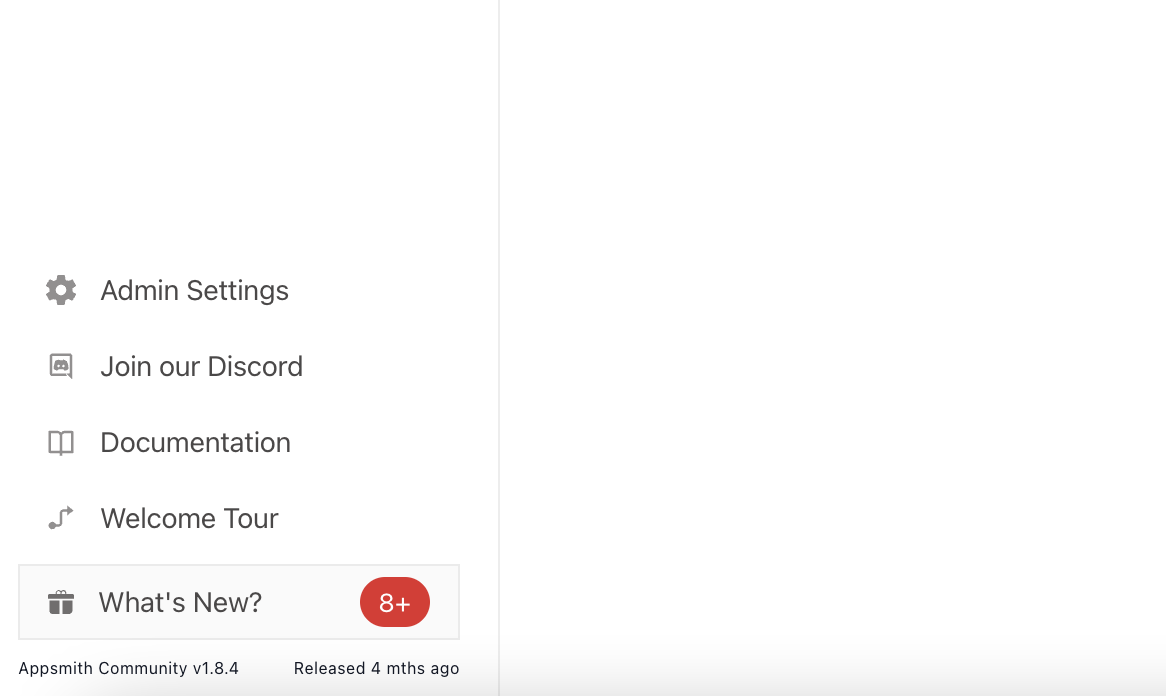 Admin Settings
Join our Discord
Documentation
Welcome Tour
What's New? 8+
Appsmith Community v1.8.4 Released 4 mths ago